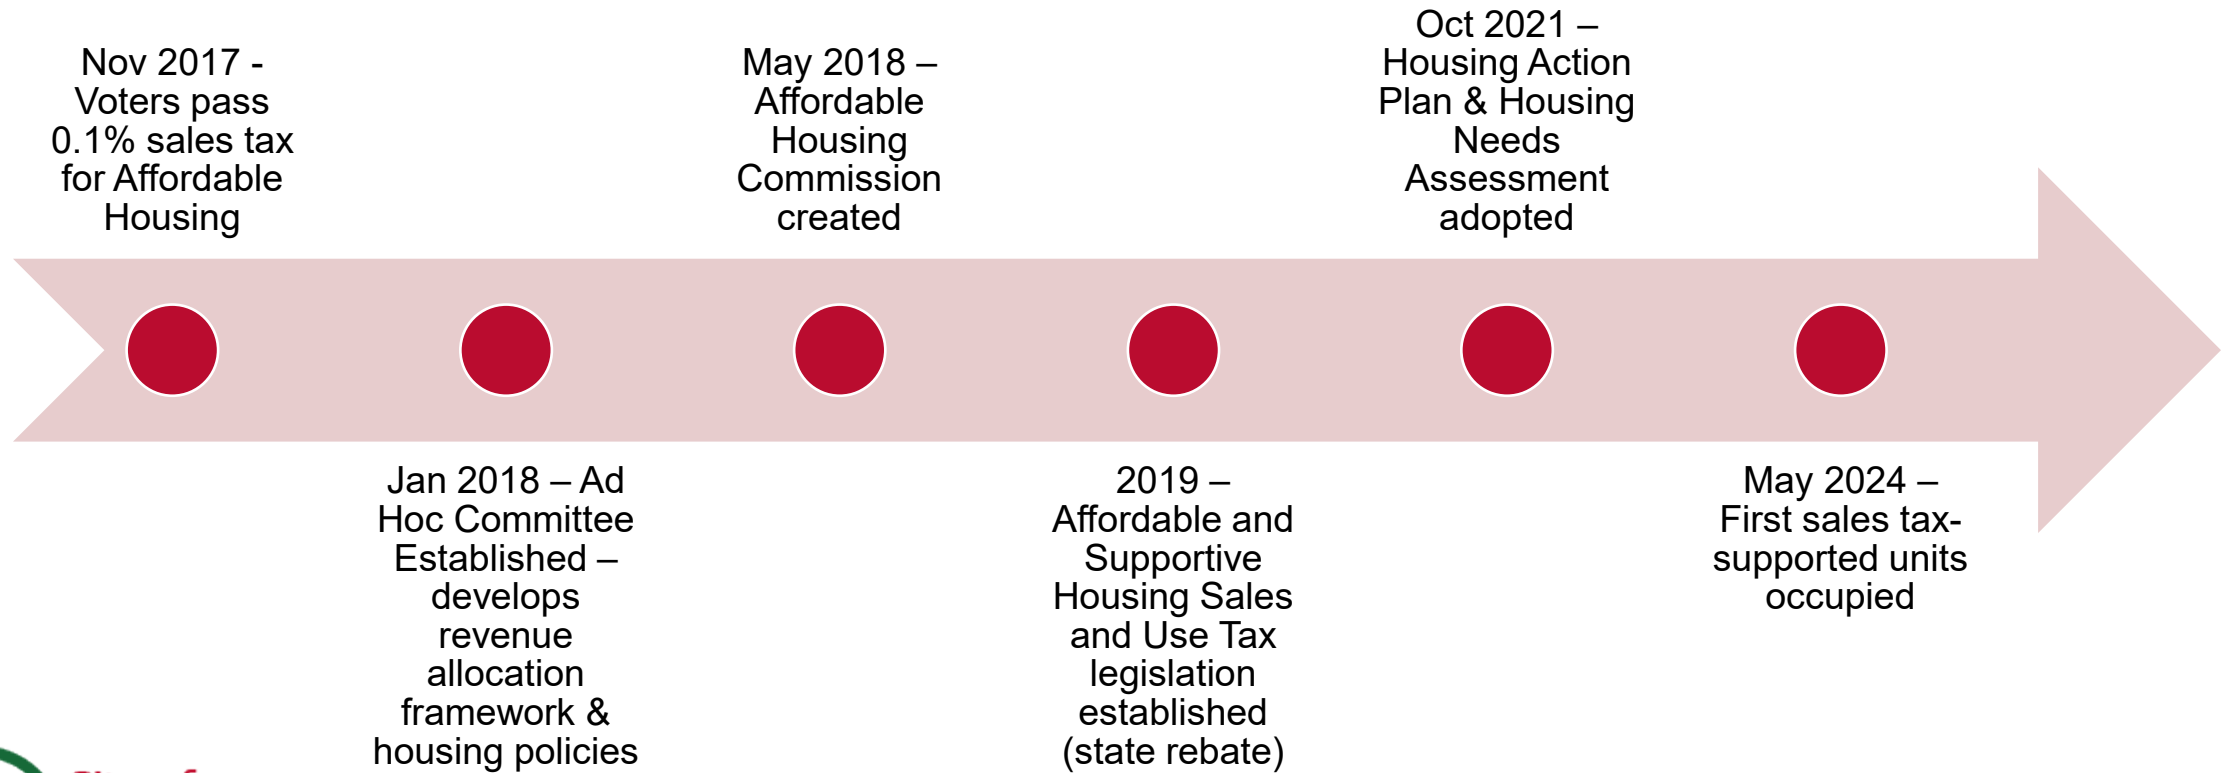 Nov 2017 -
Voters pass
0.1% sales tax
for Affordable
Housing
Jan 2018 – Ad
Hoc Committee
Established –
develops
revenue
allocation
framework &
housing policies
May 2018 –
Affordable
Housing
Commission
created
2019 –
Affordable and
Supportive
Housing Sales
and Use Tax
legislation
established
(state rebate)
Oct 2021 –
Housing Action
Plan & Housing
Needs
Assessment
adopted
May 2024 –
First sales tax-
supported units
occupied